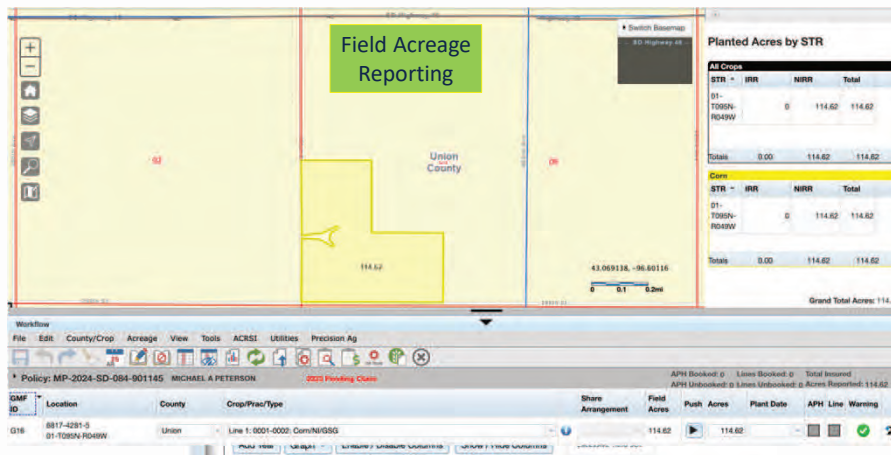 Field Acreage
Reporting
Switch Basemap
SD Highway 48
02
Union
County
06
114.62
43.069118, -96.60116
0 0.1 0.2mi
Planted Acres by STR
All Crops
STR IRR NIRR Total
01-
T095N-
R049W
0 114.62 114.62
Totals 0.00 114.62 114.62
Corn
STR IRR NIRR Total
01-
T095N-
R049W
0 114.62 114.62
Totals 0.00 114.62 114.62
Grand Total Acres: 114.
Workflow
File Edit County/Crop Acreage View Tools ACRSI Utilities Precision Ag
Policy: MP-2024-SD-084-901145 MICHAEL A PETERSON 2023 Pending Claim
APH Booked: 0 Lines Booked: 0 Total Insured
APH Unbooked: 0 Lines Unbooked: 0 Acres Reported: 114.62
GMF
ID Location County Crop/Prac/Type Share
Arrangement Field
Acres Push Acres Plant Date APH Line Warning
G16 6817-4281-5
01-T095N-R049W Union Line 1: 0001-0002: Corn/NI/GSG 114.62 114.62
Add Year Graph Enable / Disable Columns Show / Hide Columns